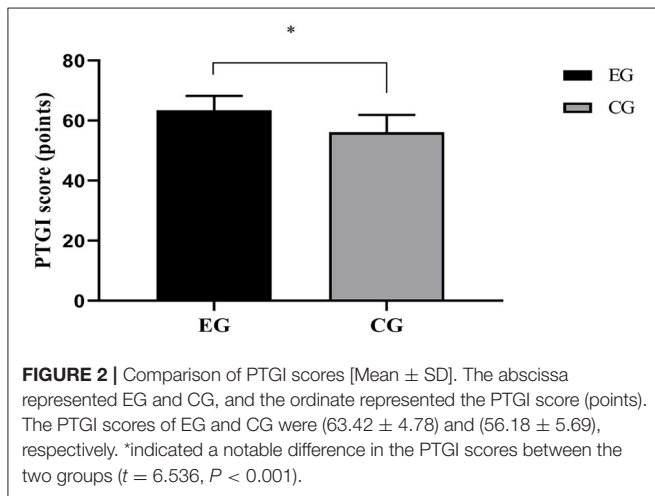 *
80
60
40
20
0
PTGI score (points)
EG
CG
EG
CG
FIGURE 2 | Comparison of PTGI scores [Mean ± SD]. The abscissa
represented EG and CG, and the ordinate represented the PTGI score (points).
The PTGI scores of EG and CG were (63.42 ± 4.78) and (56.18 ± 5.69),
respectively. *indicated a notable difference in the PTGI scores between the
two groups (t = 6.536, P < 0.001).